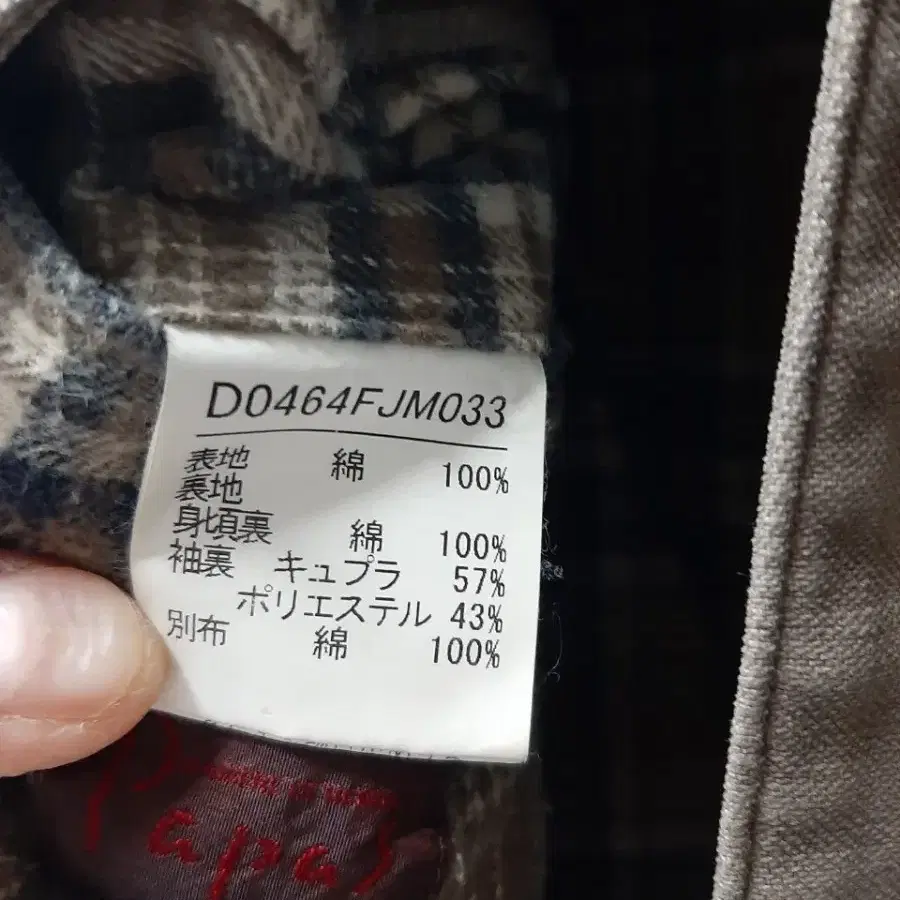 D0464FJM033
表地 綿 100%
裏地
身頃裏 綿 100%
袖裏 キュプラ 57%
ポリエステル 43%
別布 綿 100%
Papas